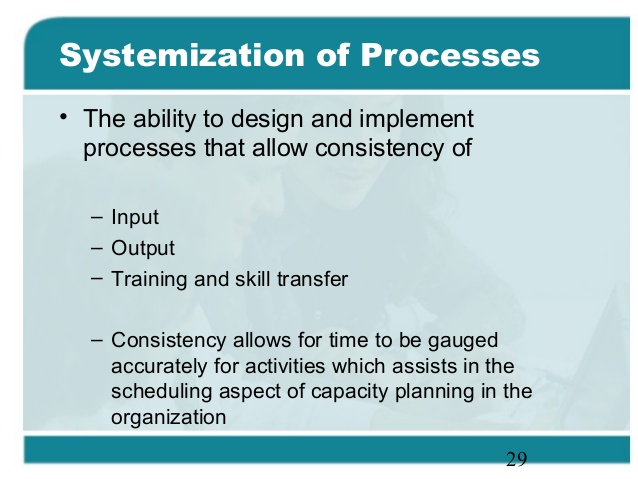 Systemization of Processes
• The ability to design and implement
processes that allow consistency of
– Input
– Output
– Training and skill transfer
– Consistency allows for time to be gauged
accurately for activities which assists in the
scheduling aspect of capacity planning in the
organization
29